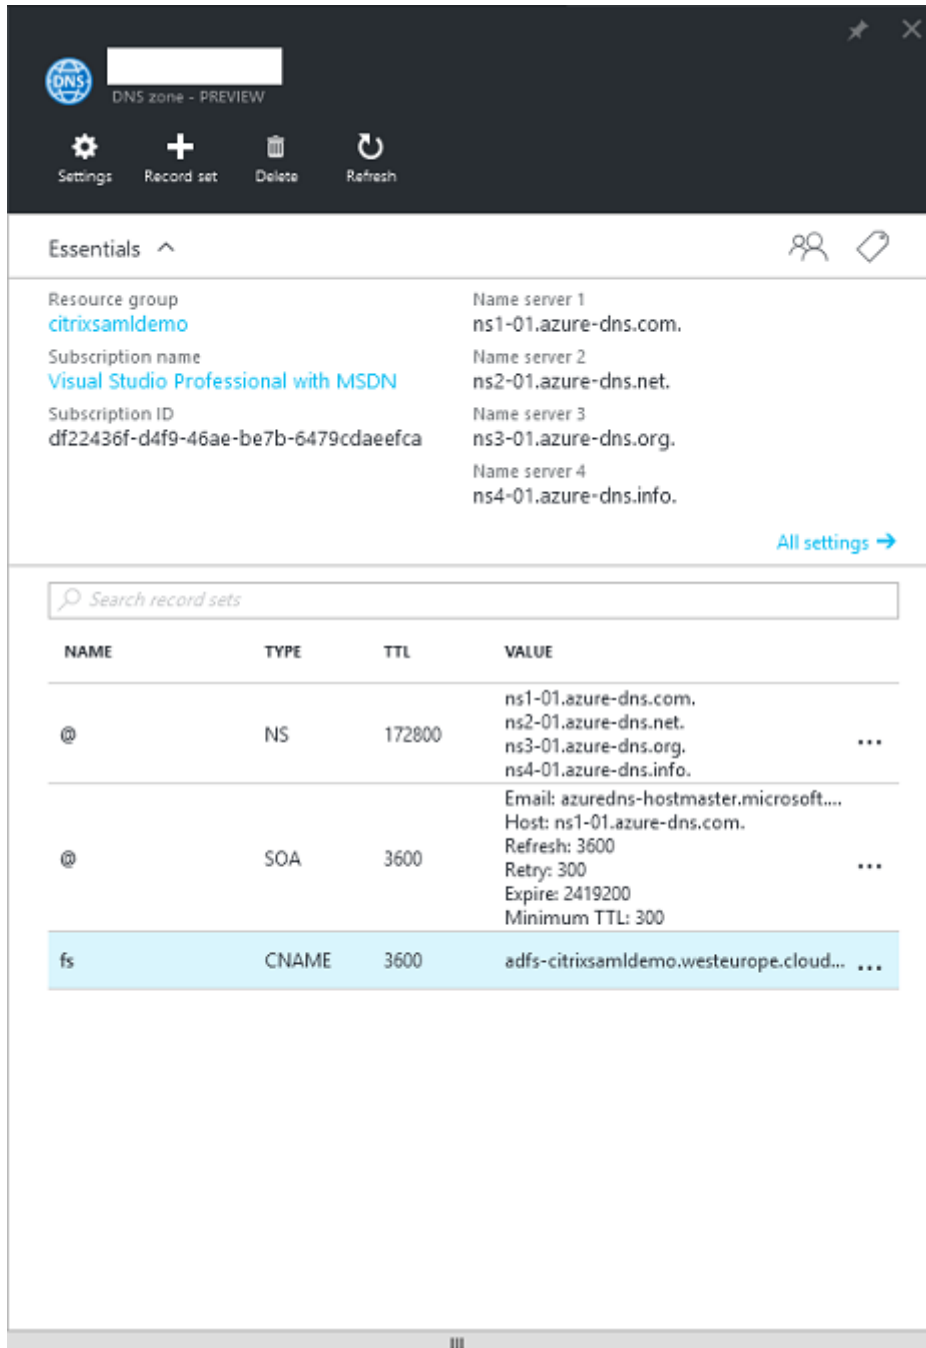 DNS
DNS zone - PREVIEW
Settings
Record set
Delete
Refresh
Essentials
Resource group
citrixsamldemo
Subscription name
Visual Studio Professional with MSDN
Subscription ID
df22436f-d4f9-46ae-be7b-6479cdaeefca
Name server 1
ns1-01.azure-dns.com.
Name server 2
ns2-01.azure-dns.net.
Name server 3
ns3-01.azure-dns.org.
Name server 4
ns4-01.azure-dns.info.
All settings →
Search record sets
NAME TYPE TTL VALUE
@ NS 172800 ns1-01.azure-dns.com.
ns2-01.azure-dns.net.
ns3-01.azure-dns.org.
ns4-01.azure-dns.info.
...
@ SOA 3600 Email: azuredns-hostmaster.microsoft....
Host: ns1-01.azure-dns.com.
Refresh: 3600
Retry: 300
Expire: 2419200
Minimum TTL: 300
...
fs CNAME 3600 adfs-citrixsamldemo.westeurope.cloud... ...